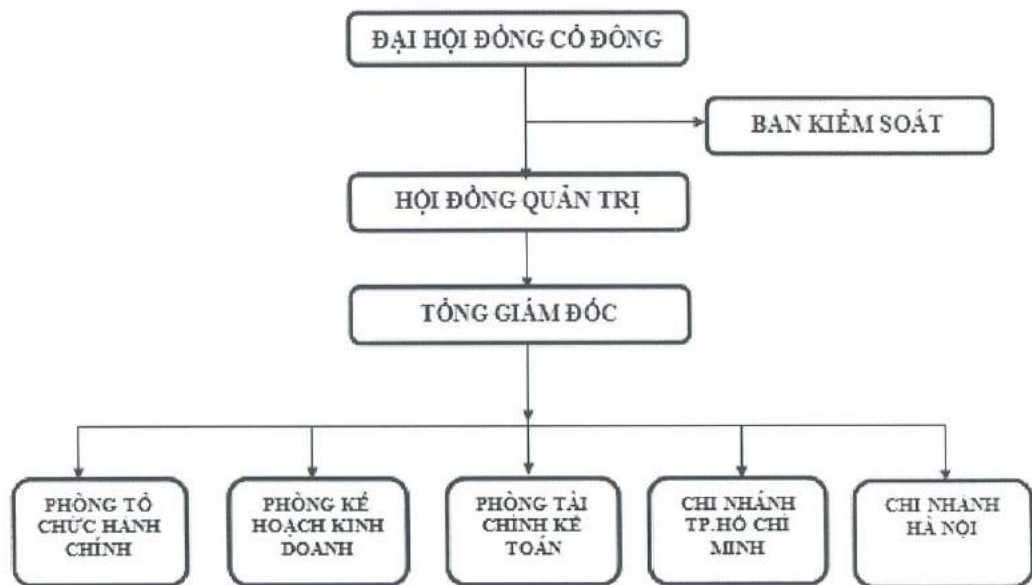 ĐẠI HỘI ĐỒNG CỔ ĐÔNG
BAN KIỂM SOÁT
HỘI ĐỒNG QUẢN TRỊ
TỔNG GIÁM ĐỐC
PHÒNG TỔ
CHỨC HÀNH
CHÍNH
PHÒNG KẾ
HOẠCH KINH
DOANH
PHÒNG TÀI
CHÍNH KẾ
TOÁN
CHI NHÁNH
TP.HỒ CHÍ
MINH
CHI NHÁNH
HÀ NỘI